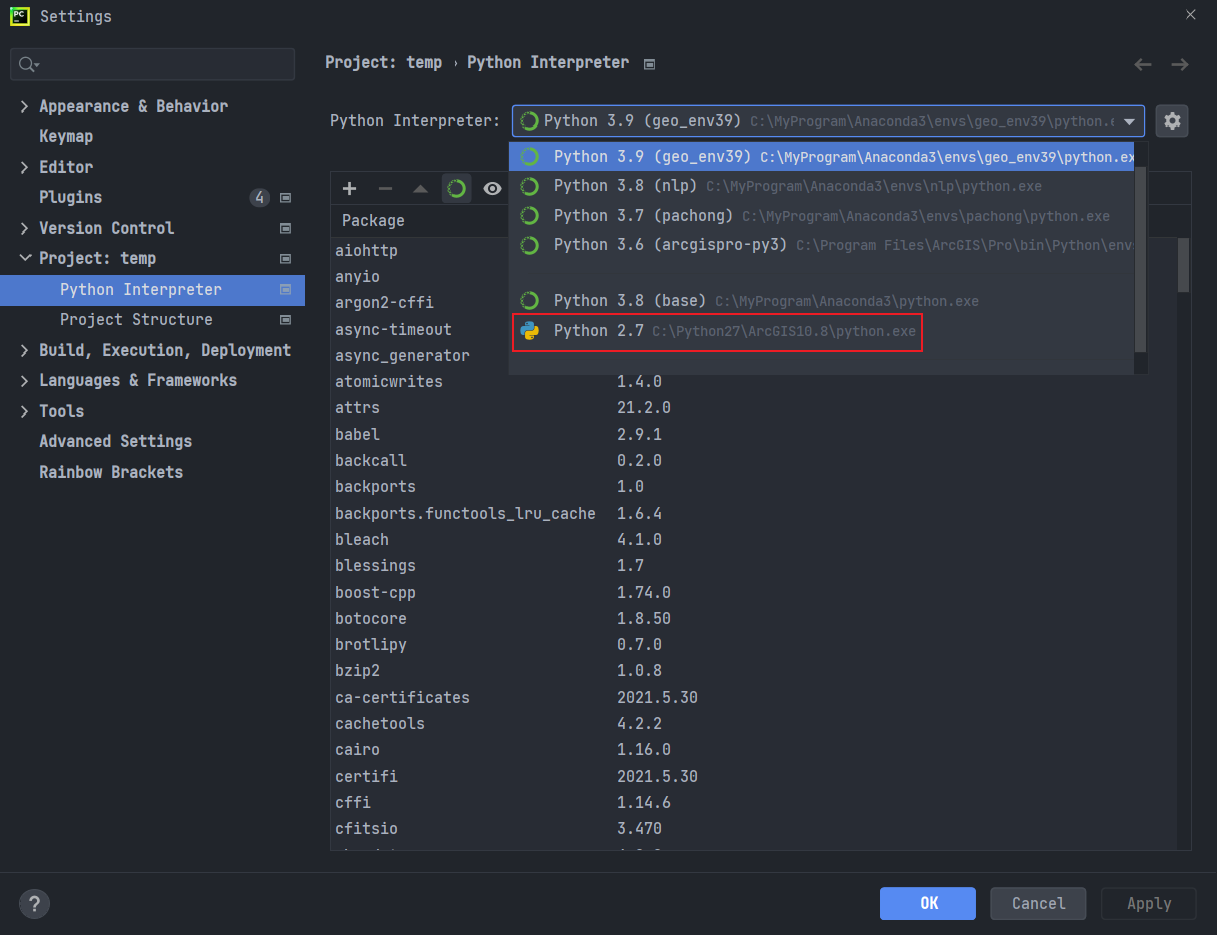 PC
Settings
Project: temp › Python Interpreter
Appearance & Behavior
Keymap
Editor
Plugins 4
Version Control
Project: temp
Python Interpreter
Project Structure
Build, Execution, Deployment
Languages & Frameworks
Tools
Advanced Settings
Rainbow Brackets
Python Interpreter: Python 3.9 (geo_env39) C:\MyProgram\Anaconda3\envs\geo_env39\python.e
Python 3.9 (geo_env39) C:\MyProgram\Anaconda3\envs\geo_env39\python.ex
Python 3.8 (nlp) C:\MyProgram\Anaconda3\envs\nlp\python.exe
Python 3.7 (pachong) C:\MyProgram\Anaconda3\envs\pachong\python.exe
Python 3.6 (arcgispro-py3) C:\Program Files\ArcGIS\Pro\bin\Python\env
Python 3.8 (base) C:\MyProgram\Anaconda3\python.exe
Python 2.7 C:\Python27\ArcGIS10.8\python.exe
Package
aiohttp
anyio
argon2-cffi
async-timeout
async_generator
atomicwrites 1.4.0
attrs 21.2.0
babel 2.9.1
backcall 0.2.0
backports 1.0
backports.functools_lru_cache 1.6.4
bleach 4.1.0
blessings 1.7
boost-cpp 1.74.0
botocore 1.8.50
brotlipy 0.7.0
bzip2 1.0.8
ca-certificates 2021.5.30
cachetools 4.2.2
cairo 1.16.0
certifi 2021.5.30
cffi 1.14.6
cfitsio 3.470
?
OK
Cancel
Apply